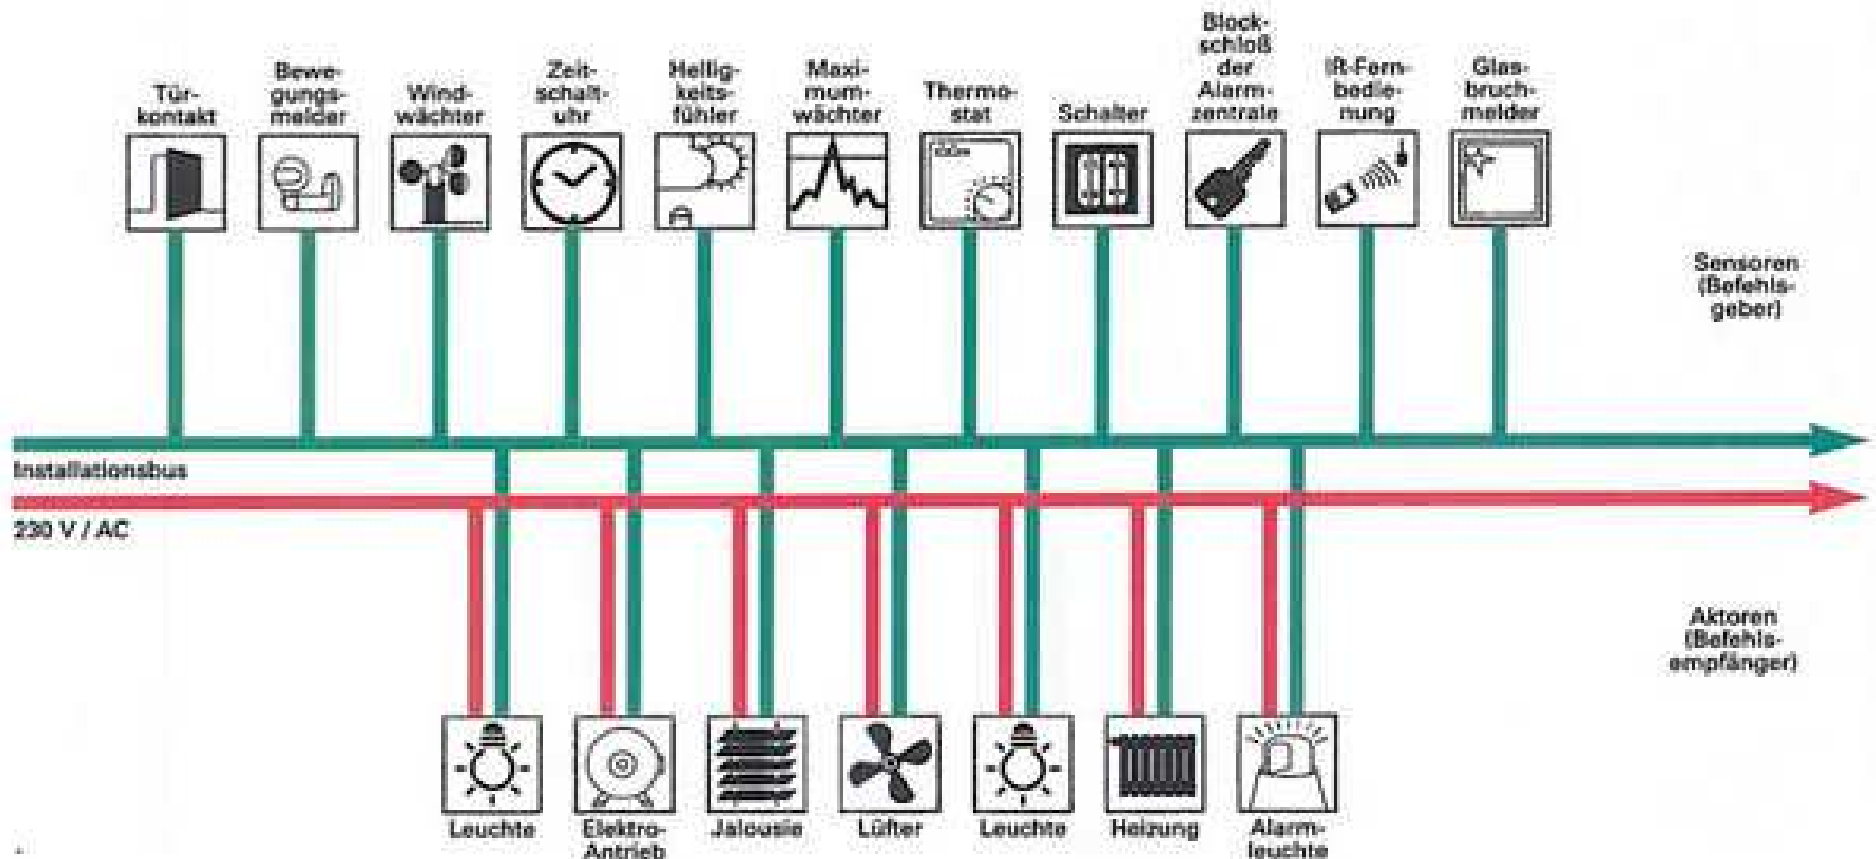 Tür-
kontakt
Bewe-
gungs-
melder
Wind-
wächter
Zeit-
schalt-
uhr
Hellig-
keits-
fühler
Maxi-
mum-
wächter
Thermo-
stat
Schalter
Block-
schloß
der
Alarm-
zentrale
IR-Fern-
bedie-
nung
Glas-
bruch-
melder
Sensoren
(Befehls-
geber)
Installationsbus
230 V / AC
Aktoren
(Befehls-
empfänger)
Leuchte
Elektro-
Antrieb
Jalousie
Lüfter
Leuchte
Heizung
Alarm-
leuchte